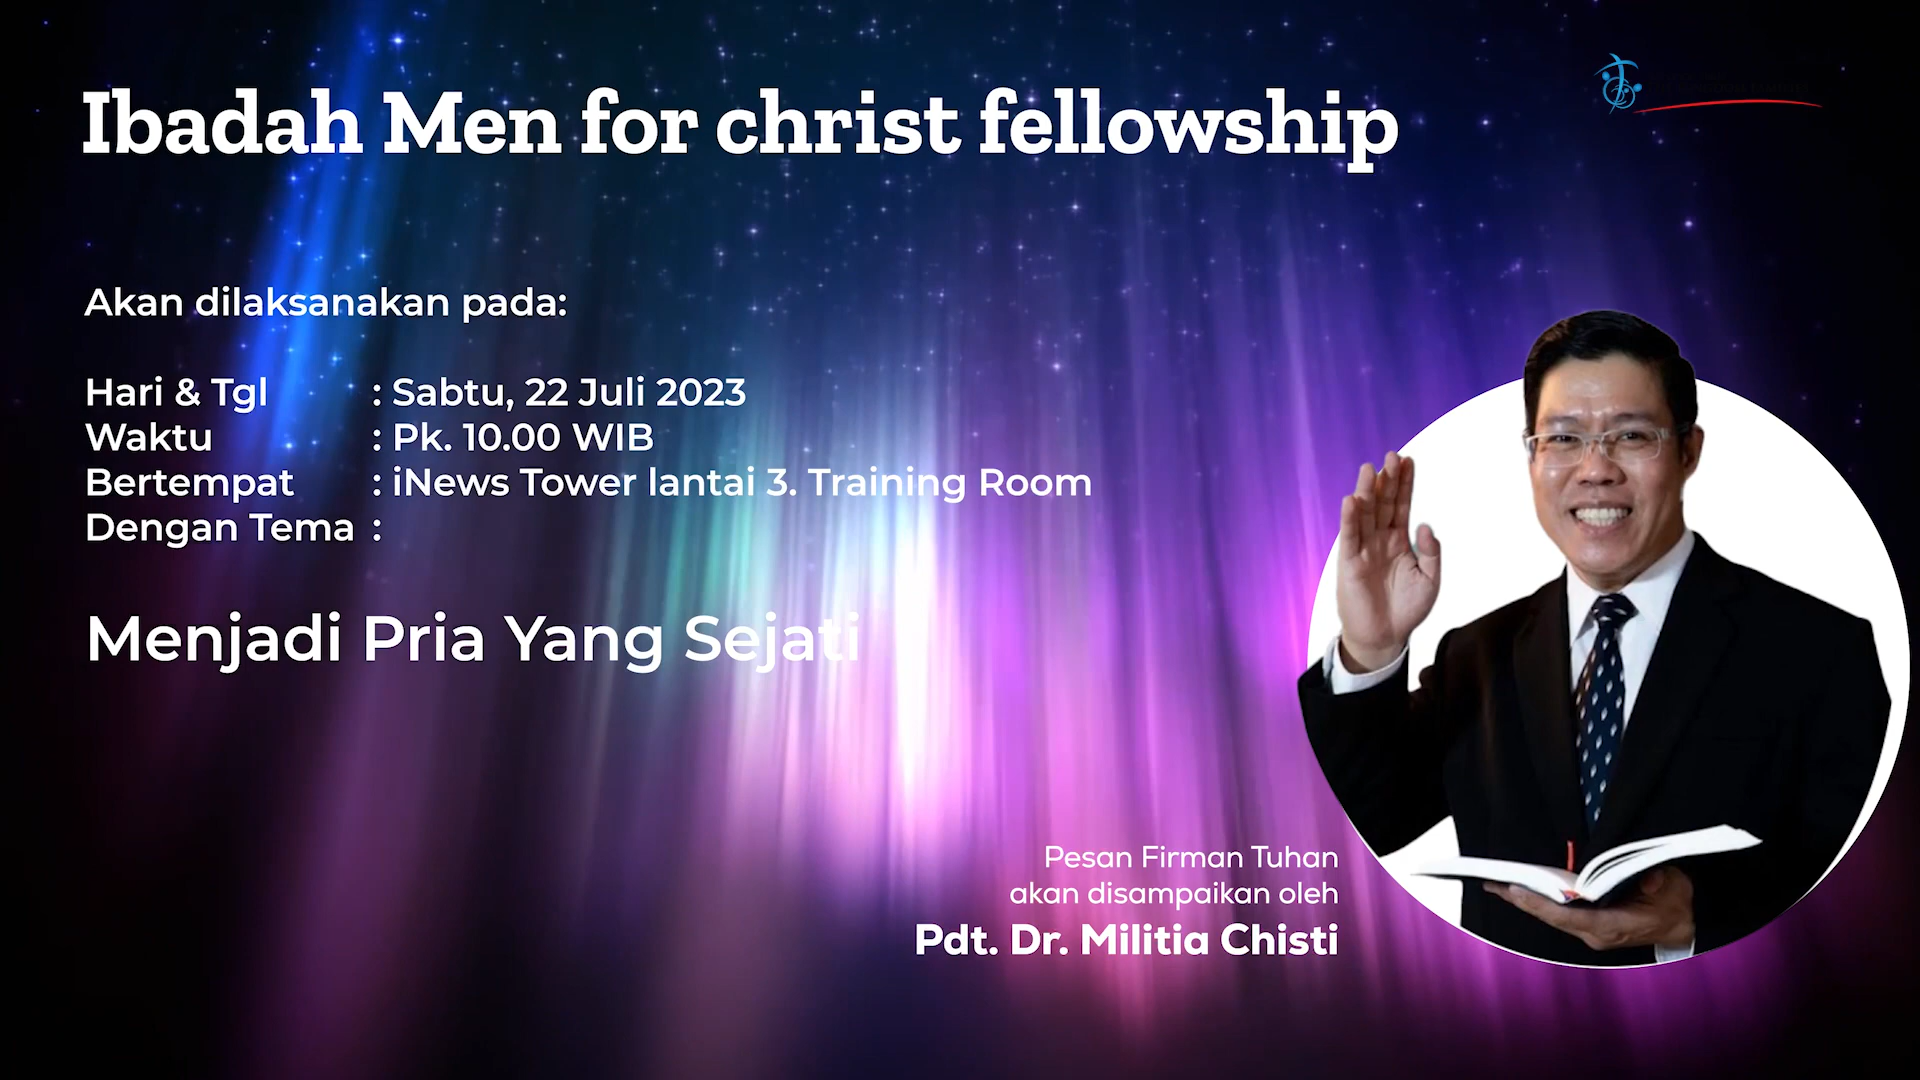 Ibadah Men for christ fellowship
Akan dilaksanakan pada:
Hari & Tgl : Sabtu, 22 Juli 2023
Waktu : Pk. 10.00 WIB
Bertempat : iNews Tower lantai 3. Training Room
Dengan Tema :
Menjadi Pria Yang Sejati
Pesan Firman Tuhan
akan disampaikan oleh
Pdt. Dr. Militia Chisti